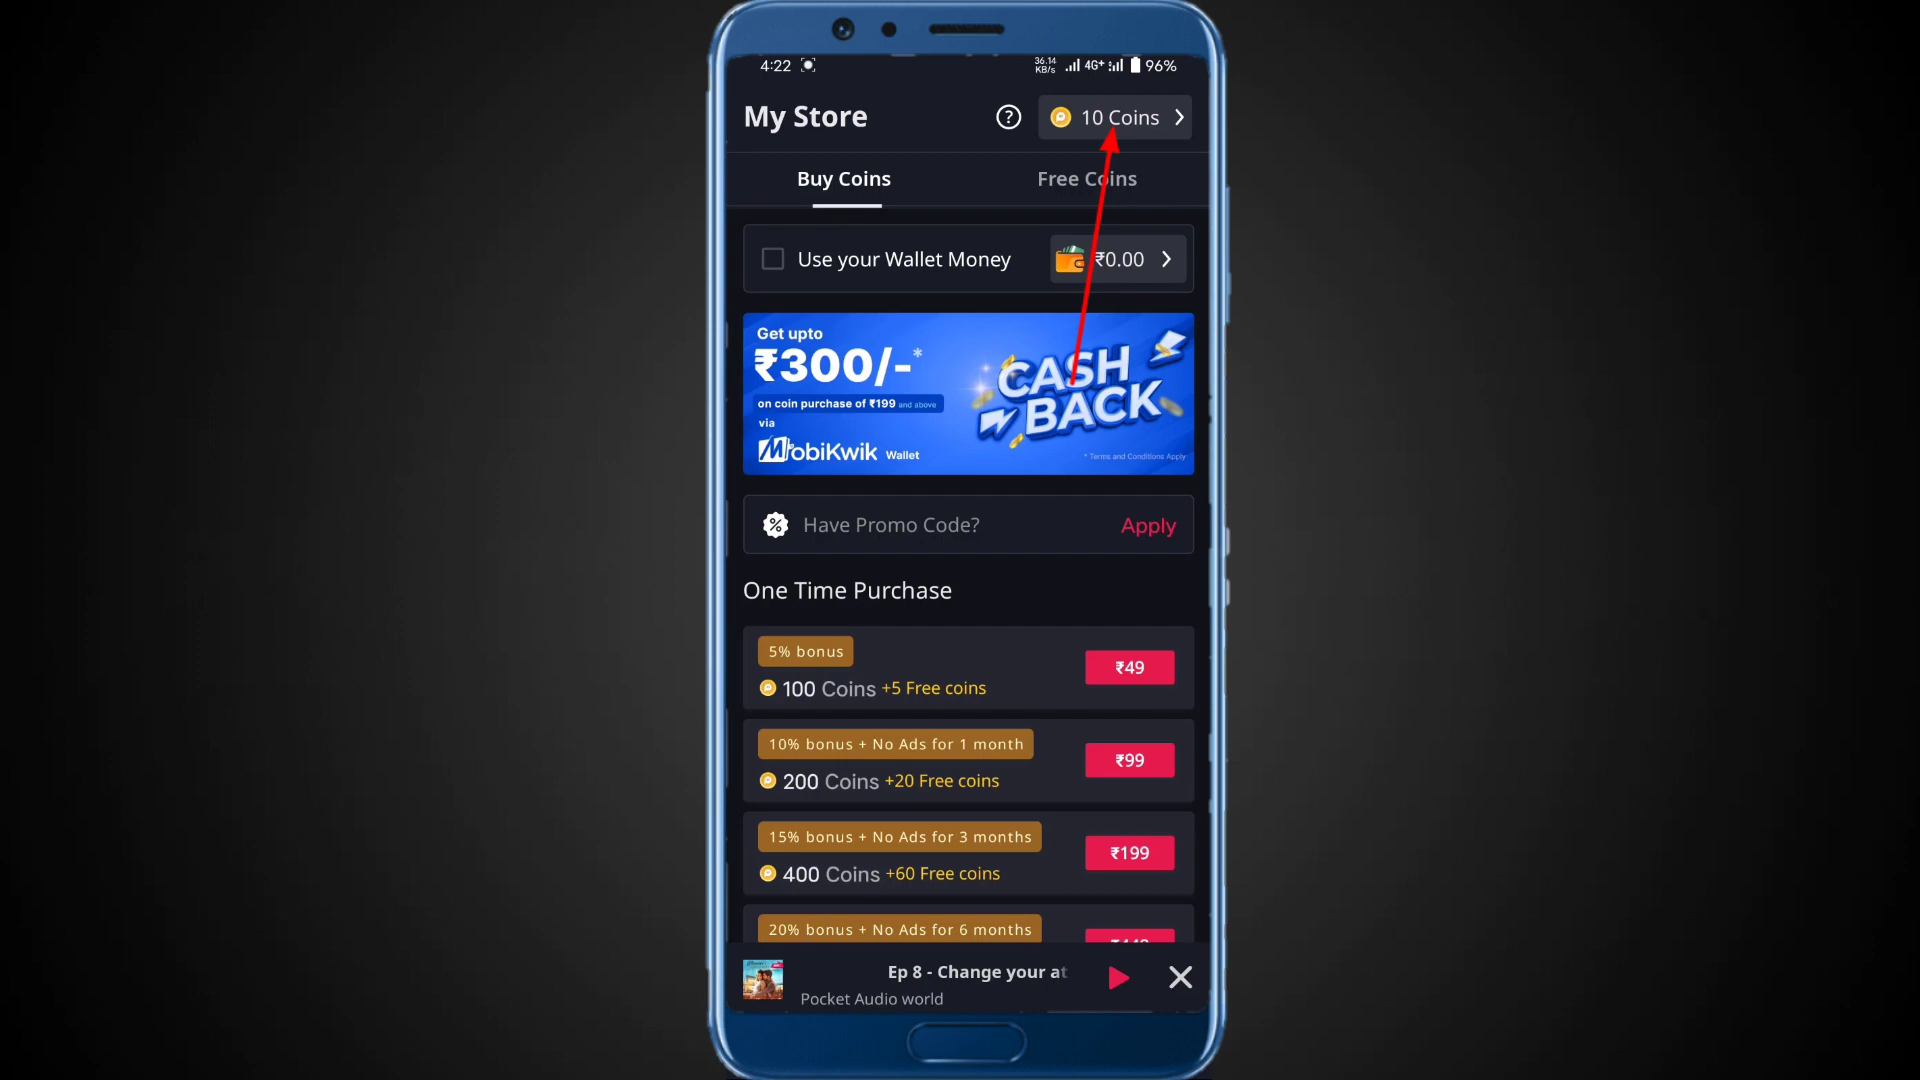 4:22 36.14 KB/s 4G+ 96%
My Store ? 10 Coins
Buy Coins Free Coins
Use your Wallet Money ₹0.00
Get upto
₹300/-*
on coin purchase of ₹199 and above
via
MobiKwik Wallet
CASH
BACK
* Terms and Conditions Apply
Have Promo Code? Apply
One Time Purchase
5% bonus
100 Coins +5 Free coins ₹49
10% bonus + No Ads for 1 month
200 Coins +20 Free coins ₹99
15% bonus + No Ads for 3 months
400 Coins +60 Free coins ₹199
20% bonus + No Ads for 6 months
Ep 8 - Change your at
Pocket Audio world